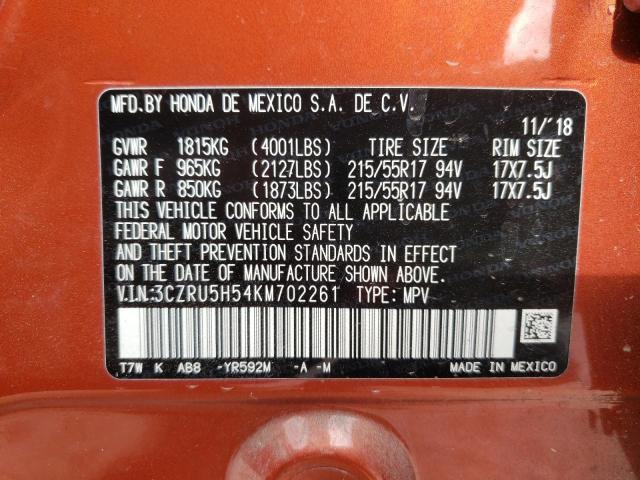 MFD.BY HONDA DE MEXICO S.A. DE C.V.
11/'18
GVWR 1815KG (4001LBS) TIRE SIZE RIM SIZE
GAWR F 965KG (2127LBS) 215/55R17 94V 17X7.5J
GAWR R 850KG (1873LBS) 215/55R17 94V 17X7.5J
THIS VEHICLE CONFORMS TO ALL APPLICABLE
FEDERAL MOTOR VEHICLE SAFETY
AND THEFT PREVENTION STANDARDS IN EFFECT
ON THE DATE OF MANUFACTURE SHOWN ABOVE.
V.I.N:3CZRU5H54KM702261 TYPE: MPV
T7W K AB8 -YR592M -A -M
MADE IN MEXICO